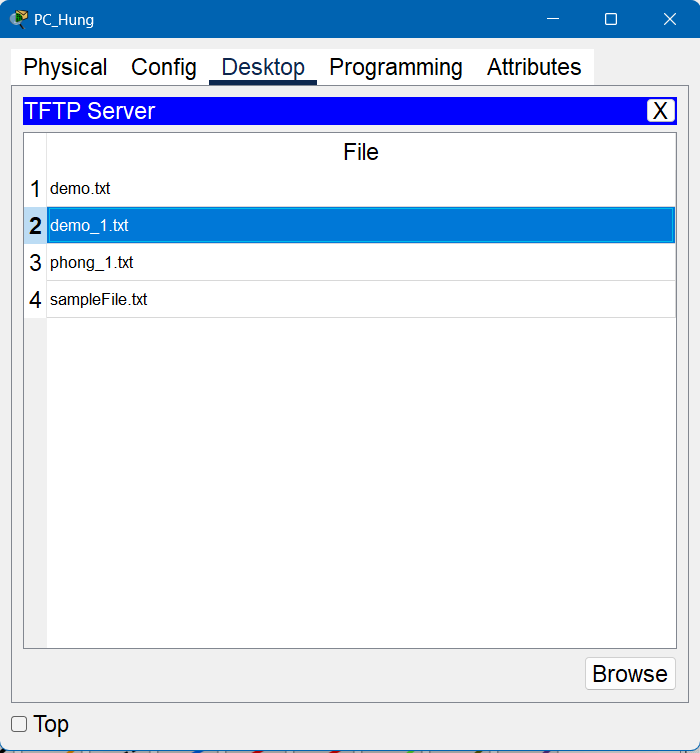 PC_Hung
Physical Config Desktop Programming Attributes
TFTP Server X
File
1 demo.txt
2 demo_1.txt
3 phong_1.txt
4 sampleFile.txt
Browse
Top